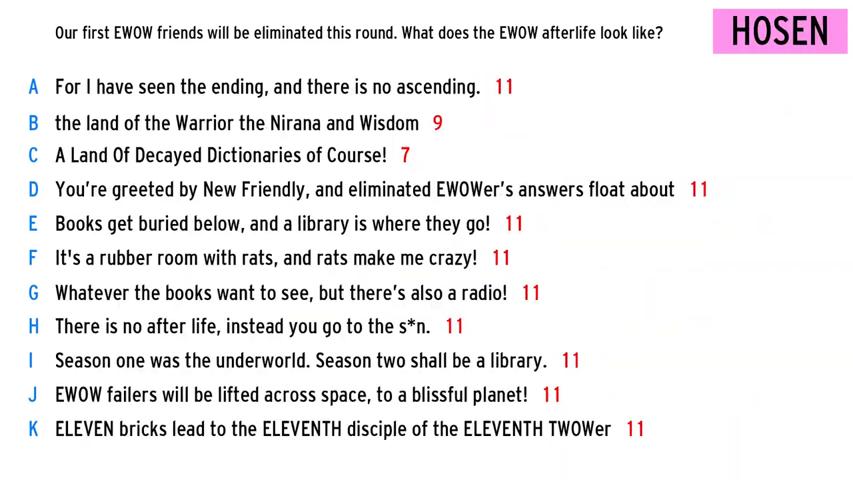 Our first EWOW friends will be eliminated this round. What does the EWOW afterlife look like?
HOSEN
A For I have seen the ending, and there is no ascending. 11
B the land of the Warrior the Nirana and Wisdom 9
C A Land Of Decayed Dictionaries of Course! 7
D You're greeted by New Friendly, and eliminated EWOWer's answers float about 11
E Books get buried below, and a library is where they go! 11
F It's a rubber room with rats, and rats make me crazy! 11
G Whatever the books want to see, but there's also a radio! 11
H There is no after life, instead you go to the s*n. 11
I Season one was the underworld. Season two shall be a library. 11
J EWOW failers will be lifted across space, to a blissful planet! 11
K ELEVEN bricks lead to the ELEVENTH disciple of the ELEVENTH TWOWer 11